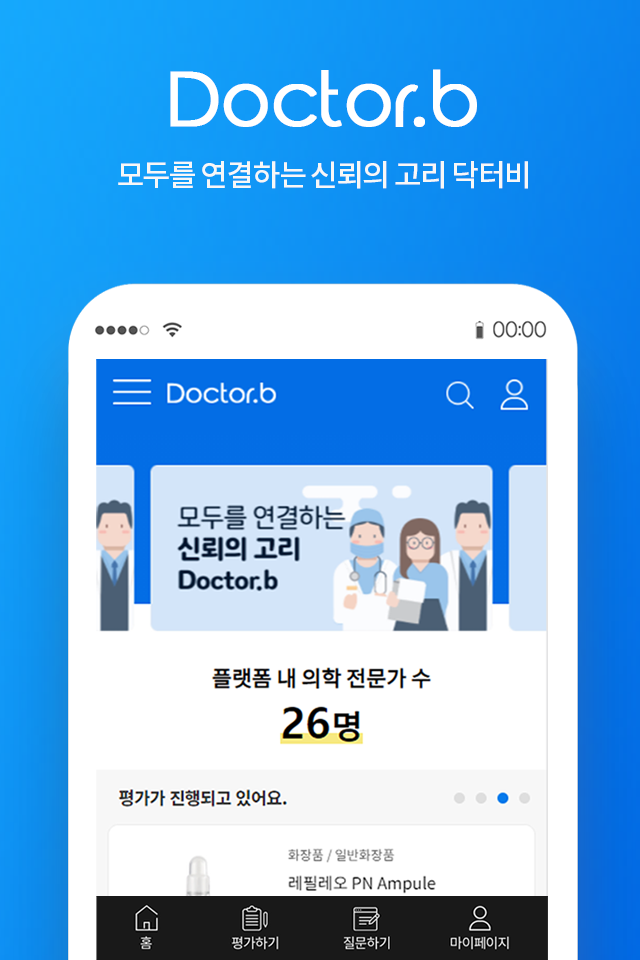 Doctor.b
모두를 연결하는 신뢰의 고리 닥터비
00:00
Doctor.b
모두를 연결하는
신뢰의 고리
Doctor.b
플랫폼 내 의학 전문가 수
26명
평가가 진행되고 있어요.
화장품 / 일반화장품
레필레오 PN Ampule
홈 평가하기 질문하기 마이페이지